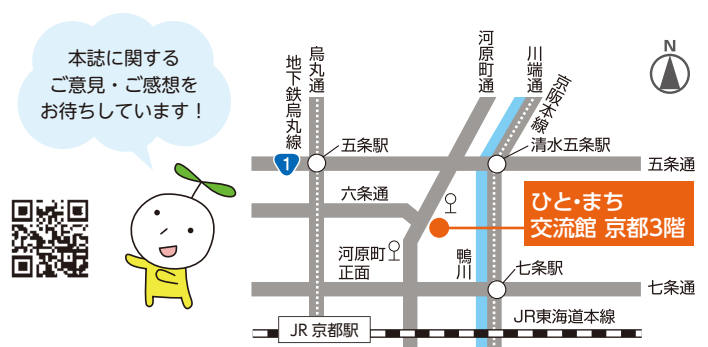 本誌に関する
ご意見・ご感想を
お待ちしています！
地下鉄烏丸線
烏丸通
河原町通
川端通
京阪本線
N
1
五条駅
清水五条駅
五条通
六条通
ひと・まち
交流館 京都3階
河原町
正面
鴨川
七条駅
七条通
JR東海道本線
JR 京都駅